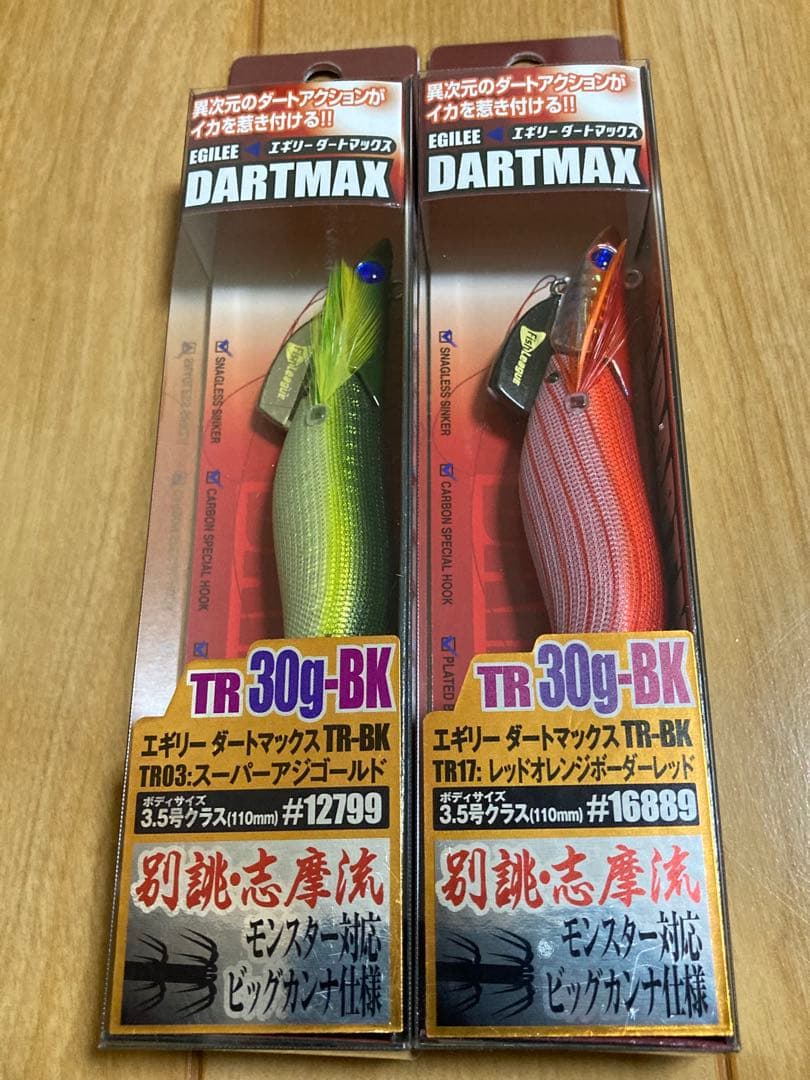 異次元のダートアクションが
イカを惹き付ける!!
EGILEE エギリー ダートマックス
DARTMAX
FishLeague
SNAGLESS SINKER
CARBON SPECIAL HOOK
TR 30g-BK
エギリー ダートマックス TR-BK
TR03:スーパーアジゴールド
ボディサイズ
3.5号クラス(110mm) #12799
別誂・志摩流
モンスター対応
ビッグカンナ仕様
異次元のダートアクションが
イカを惹き付ける!!
EGILEE エギリー ダートマックス
DARTMAX
FishLeague
SNAGLESS SINKER
CARBON SPECIAL HOOK
PLATED B
TR 30g-BK
エギリー ダートマックス TR-BK
TR17: レッドオレンジボーダーレッド
ボディサイズ
3.5号クラス(110mm) #16889
別誂・志摩流
モンスター対応
ビッグカンナ仕様